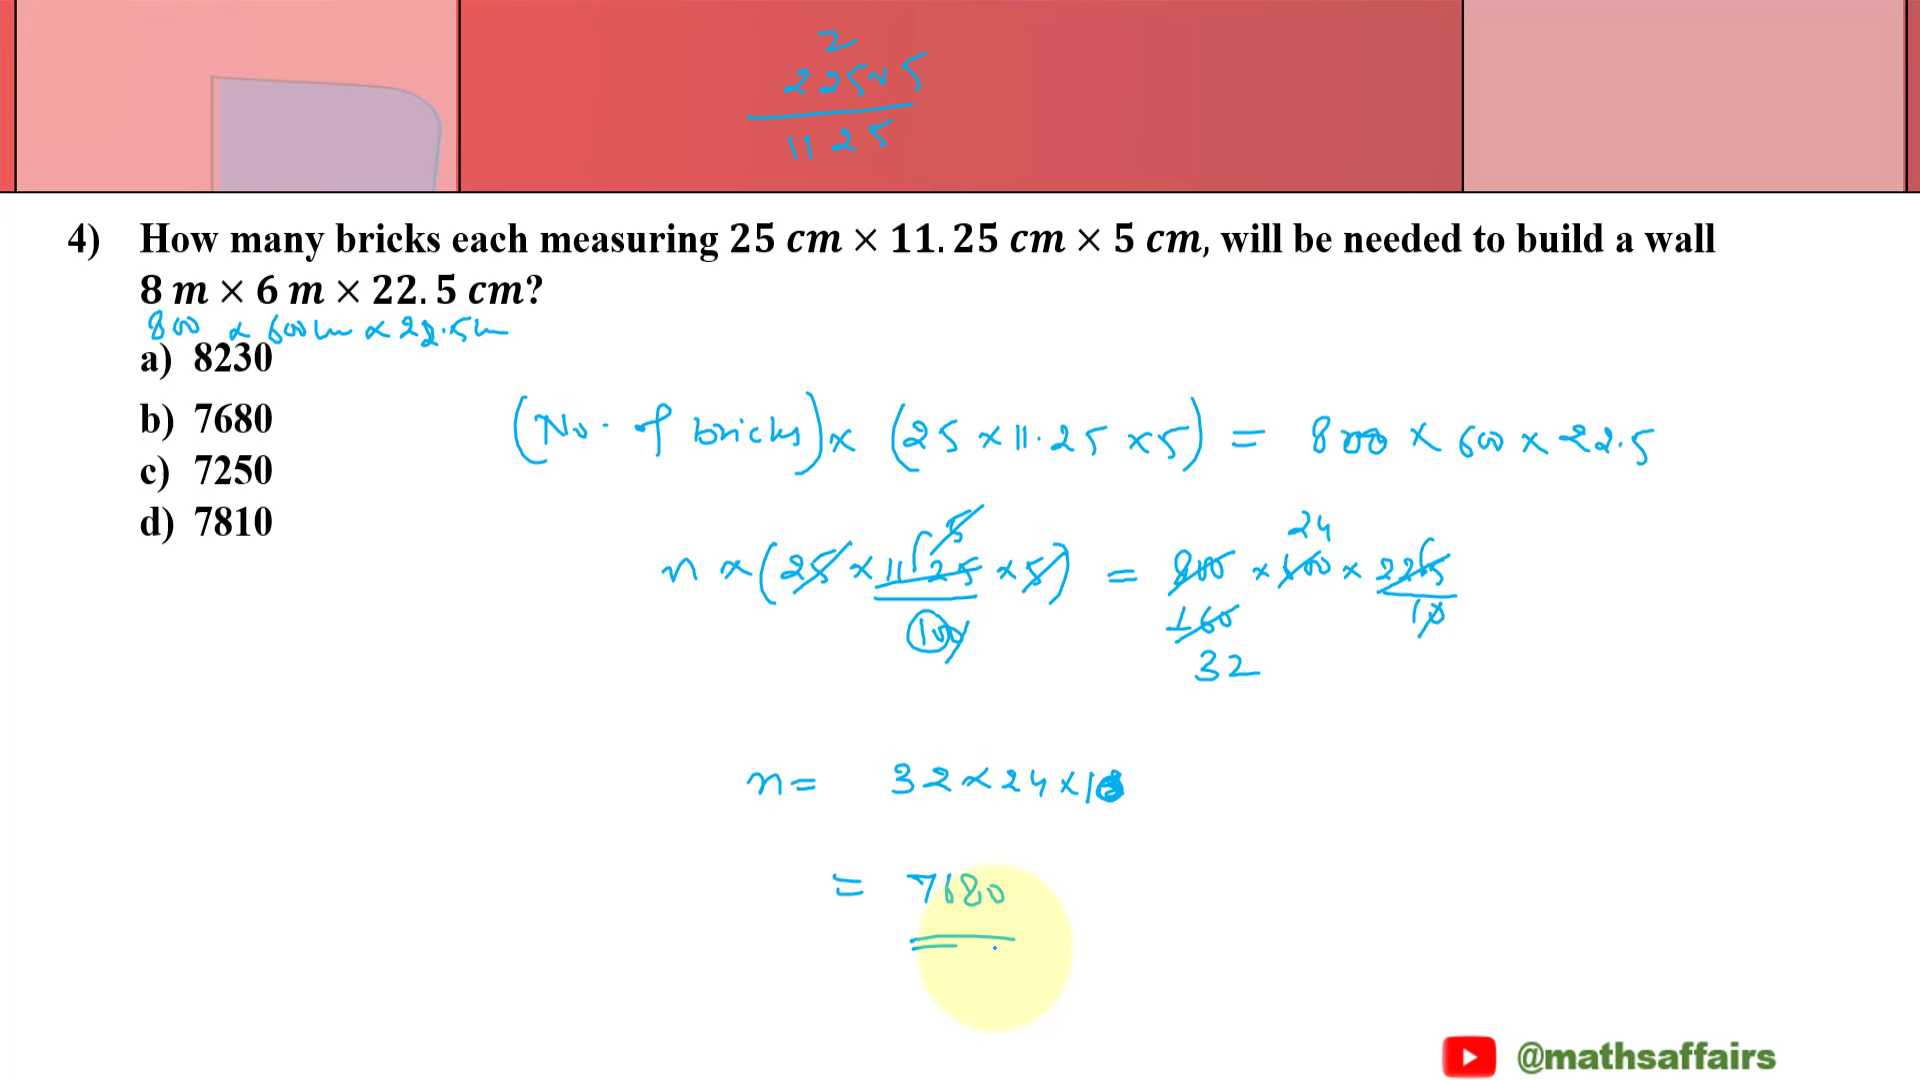 2
225×5
1125
4) How many bricks each measuring 25 cm × 11.25 cm × 5 cm, will be needed to build a wall
8 m × 6 m × 22.5 cm?
800 × 600 cm × 22.5 cm
a) 8230
b) 7680
c) 7250
d) 7810
(No. of bricks) × (25 × 11.25 × 5) = 800 × 600 × 22.5
5 24
n × (25 × 1125 × 5) = 800 × 600 × 225
100 160 10
32
n = 32 × 24 × 10
= 7680
@mathsaffairs